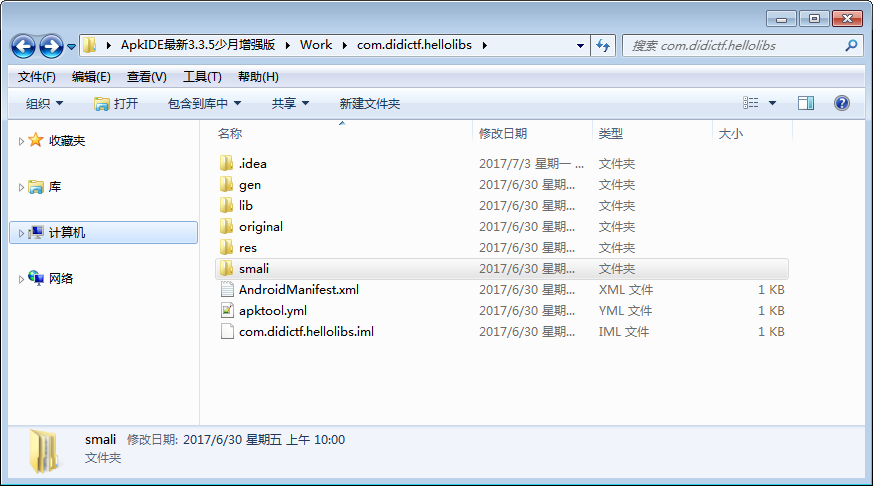 ApkIDE最新3.3.5少月增强版 Work com.didictf.hellolibs 搜索 com.didictf.hellolibs
文件(F) 编辑(E) 查看(V) 工具(T) 帮助(H)
组织 打开 包含到库中 共享 新建文件夹
收藏夹
库
计算机
网络
名称 修改日期 类型 大小
.idea 2017/7/3 星期一 ... 文件夹
gen 2017/6/30 星期... 文件夹
lib 2017/6/30 星期... 文件夹
original 2017/6/30 星期... 文件夹
res 2017/6/30 星期... 文件夹
smali 2017/6/30 星期... 文件夹
AndroidManifest.xml 2017/6/30 星期... XML 文件 1 KB
apktool.yml 2017/6/30 星期... YML 文件 1 KB
com.didictf.hellolibs.iml 2017/6/30 星期... IML 文件 1 KB
smali 修改日期: 2017/6/30 星期五 上午 10:00
文件夹